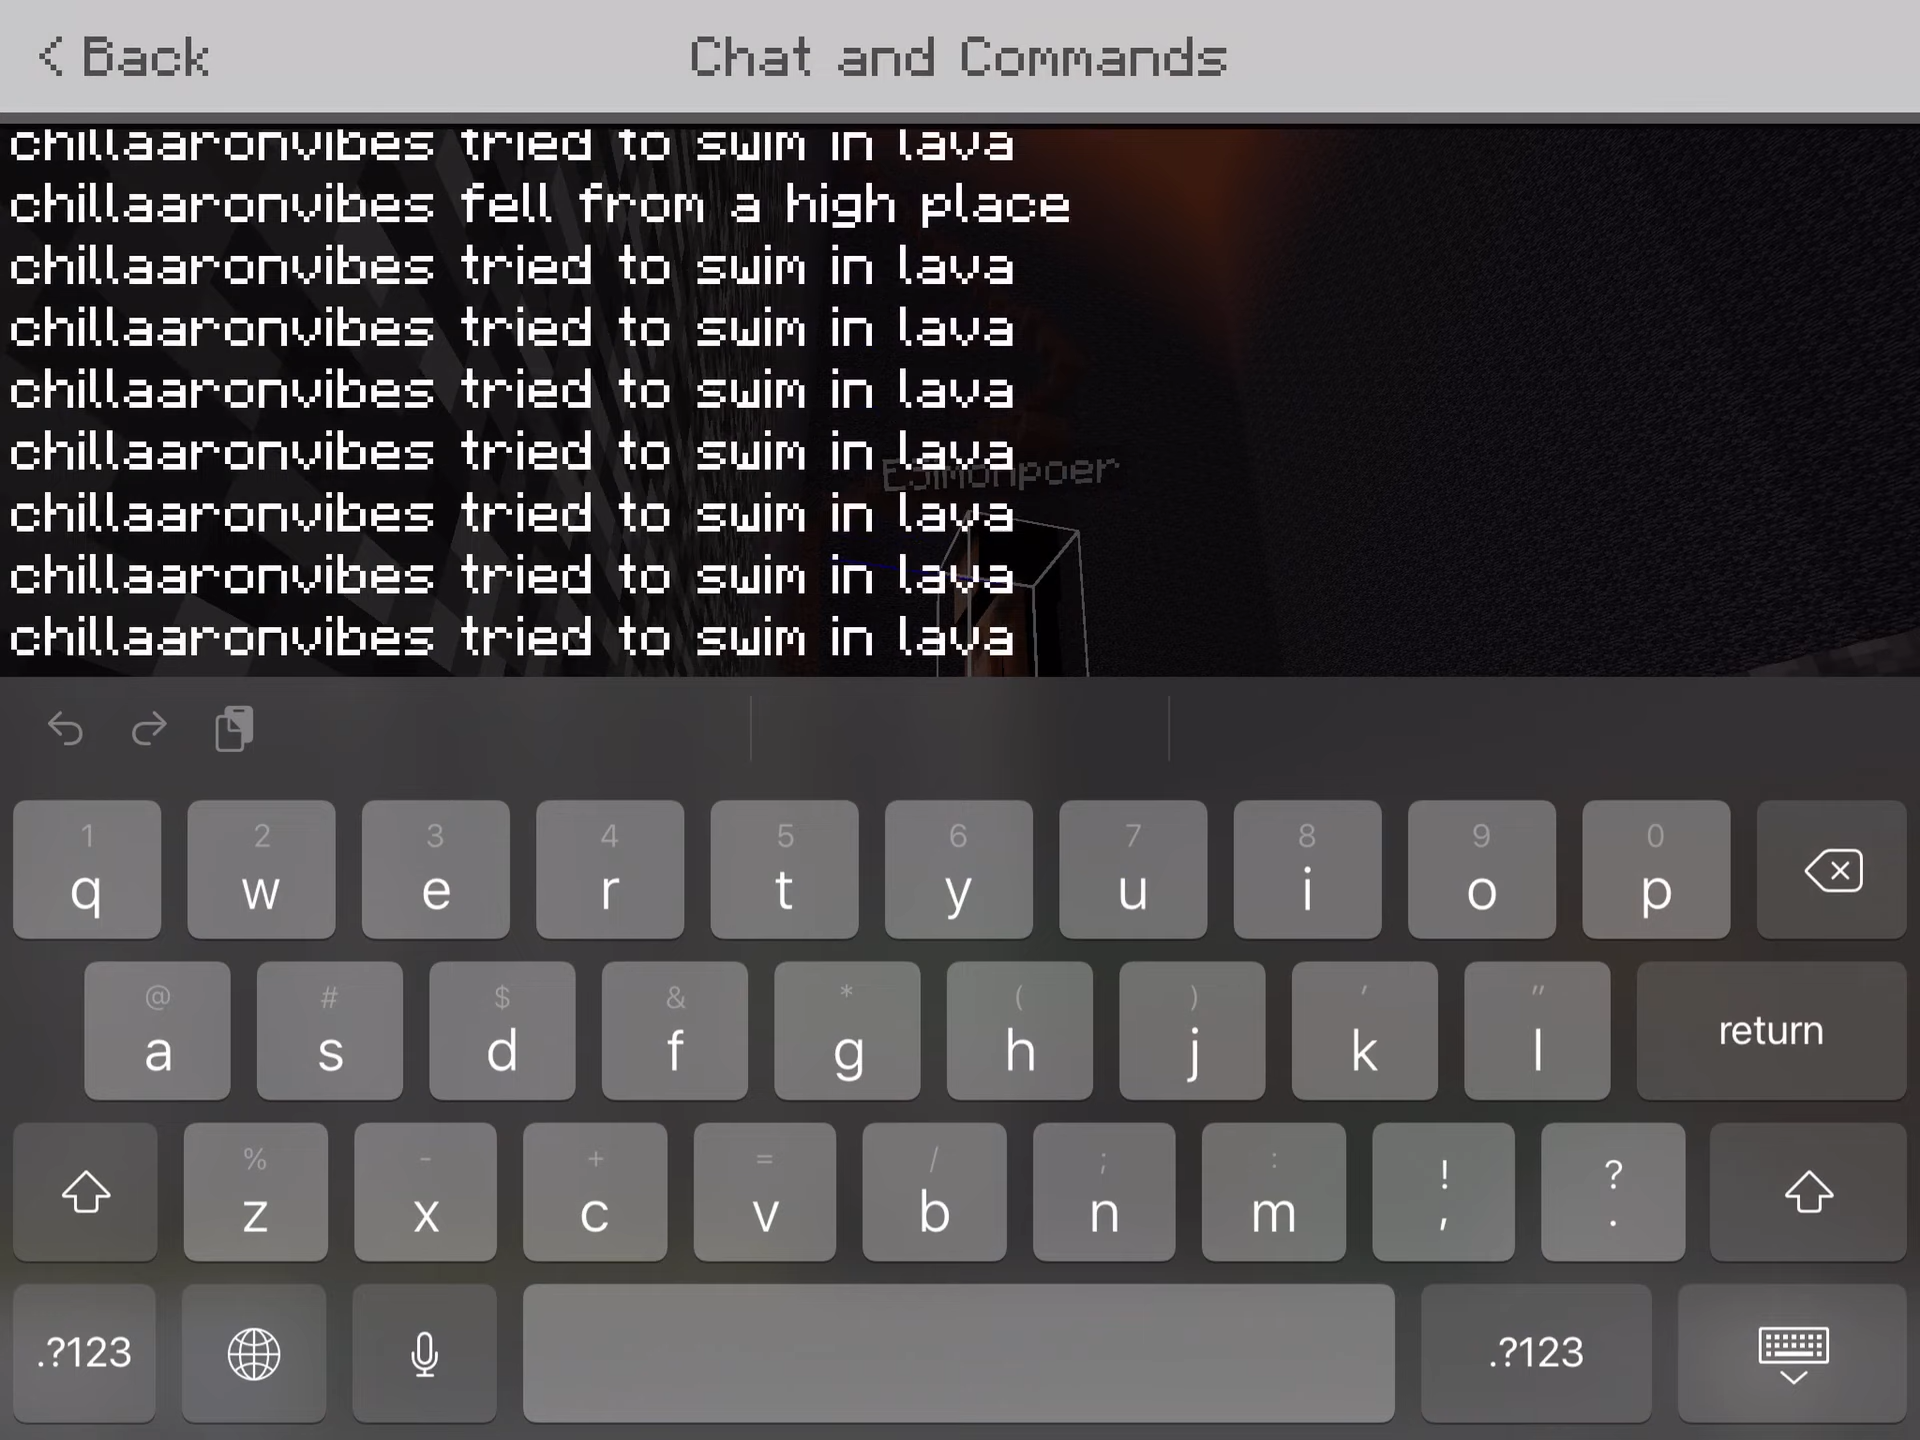 Back
Chat and Commands
chillaaronvibes tried to swim in lava
chillaaronvibes fell from a high place
chillaaronvibes tried to swim in lava
chillaaronvibes tried to swim in lava
chillaaronvibes tried to swim in lava
chillaaronvibes tried to swim in lava
chillaaronvibes tried to swim in lava
chillaaronvibes tried to swim in lava
chillaaronvibes tried to swim in lava
1 2 3 4 5 6 7 8 9 0
q w e r t y u i o p
@ # $ & * ( ) ' "
a s d f g h j k l return
% - + = / ; : ! ?
z x c v b n m , .
.?123 .?123